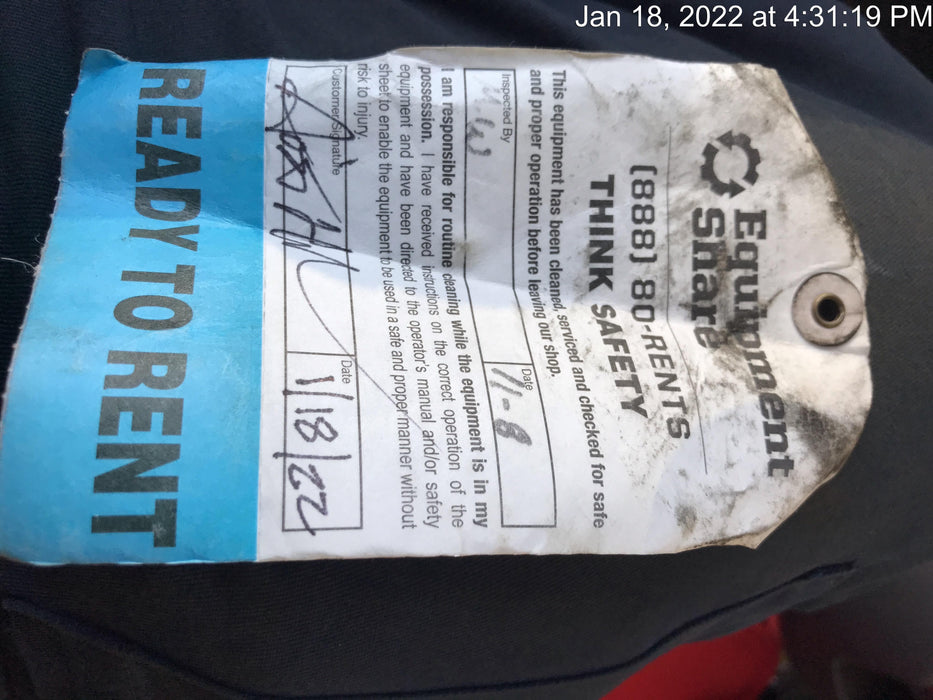 Jan 18, 2022 at 4:31:19 PM
Equipment
Share
(888) 80-RENTS
THINK SAFETY
This equipment has been cleaned, serviced and checked for safe
and proper operation before leaving our shop.
Inspected By
Date
11-8
I am responsible for routine cleaning while the equipment is in my
possession. I have received instructions on the correct operation of the
equipment and have been directed to the operator's manual and/or safety
sheet to enable the equipment to be used in a safe and proper manner without
risk to injury.
Customer Signature
Date
1/18/22
READY TO RENT